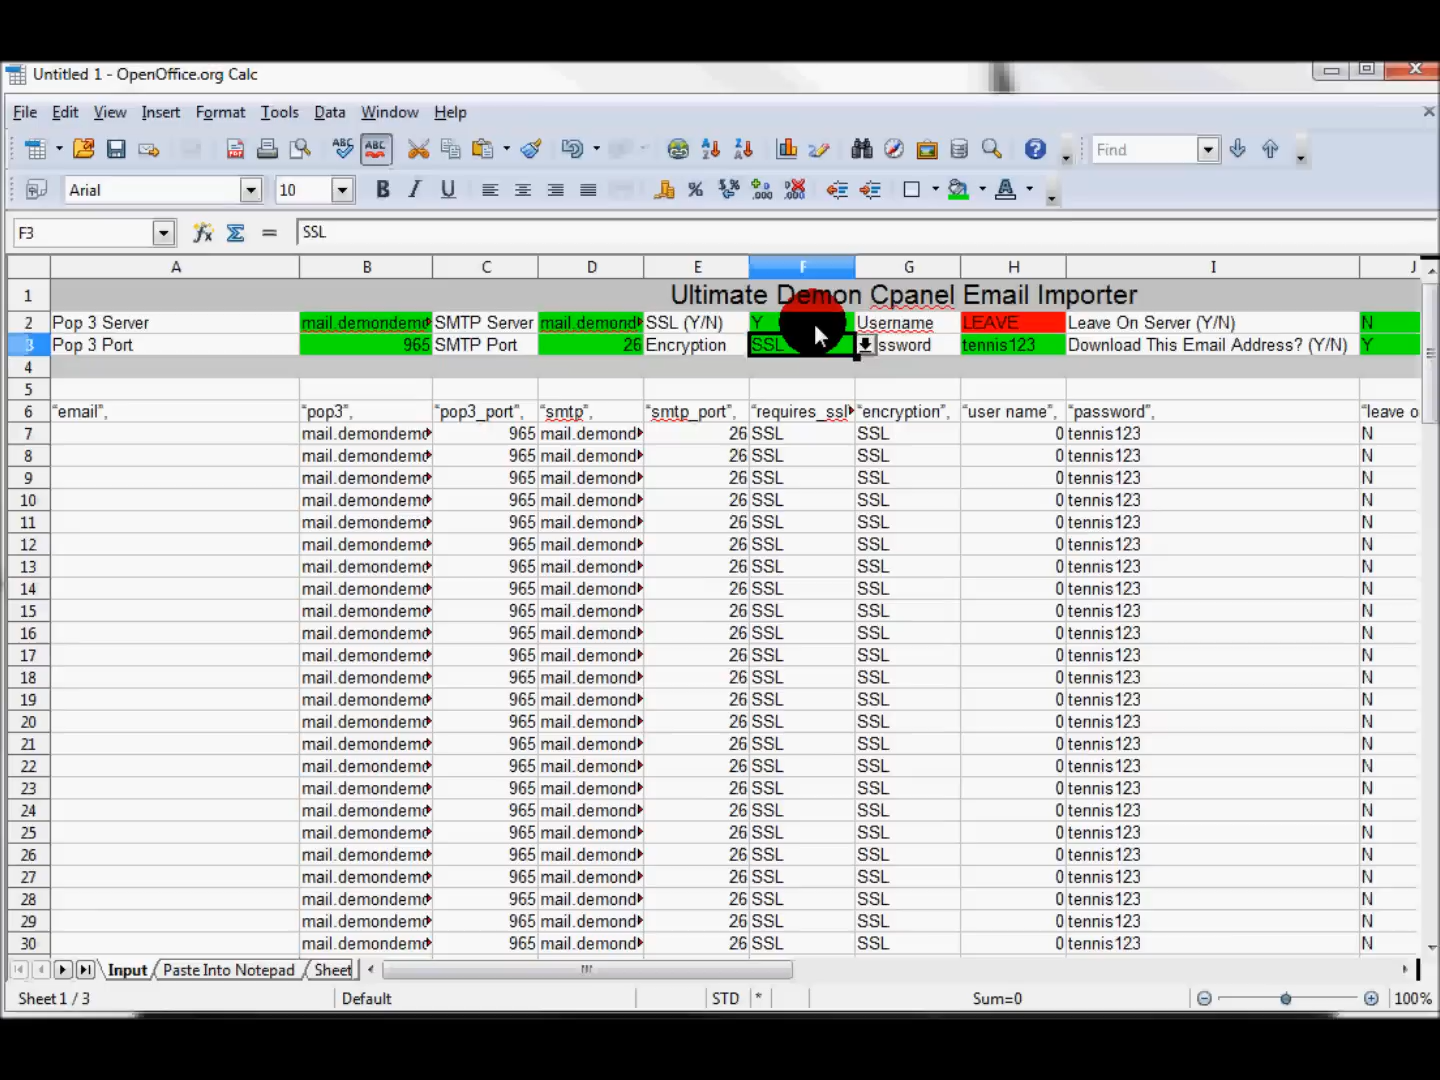 Untitled 1 - OpenOffice.org Calc
File Edit View Insert Format Tools Data Window Help
ABC ABC Find
Arial 10 B I U
F3 = SSL
A B C D E F G H I J
1 Ultimate Demon Cpanel Email Importer
2 Pop 3 Server mail.demondemo SMTP Server mail.demond SSL (Y/N) Y Username LEAVE Leave On Server (Y/N) N
3 Pop 3 Port 965 SMTP Port 26 Encryption SSL ssword tennis123 Download This Email Address? (Y/N) Y
4
5
6 “email”, “pop3”, “pop3_port”, “smtp”, “smtp_port”, “requires_ssl “encryption”, “user name”, “password”, “leave o
7 mail.demondemo 965 mail.demond 26 SSL SSL 0 tennis123 N
8 mail.demondemo 965 mail.demond 26 SSL SSL 0 tennis123 N
9 mail.demondemo 965 mail.demond 26 SSL SSL 0 tennis123 N
10 mail.demondemo 965 mail.demond 26 SSL SSL 0 tennis123 N
11 mail.demondemo 965 mail.demond 26 SSL SSL 0 tennis123 N
12 mail.demondemo 965 mail.demond 26 SSL SSL 0 tennis123 N
13 mail.demondemo 965 mail.demond 26 SSL SSL 0 tennis123 N
14 mail.demondemo 965 mail.demond 26 SSL SSL 0 tennis123 N
15 mail.demondemo 965 mail.demond 26 SSL SSL 0 tennis123 N
16 mail.demondemo 965 mail.demond 26 SSL SSL 0 tennis123 N
17 mail.demondemo 965 mail.demond 26 SSL SSL 0 tennis123 N
18 mail.demondemo 965 mail.demond 26 SSL SSL 0 tennis123 N
19 mail.demondemo 965 mail.demond 26 SSL SSL 0 tennis123 N
20 mail.demondemo 965 mail.demond 26 SSL SSL 0 tennis123 N
21 mail.demondemo 965 mail.demond 26 SSL SSL 0 tennis123 N
22 mail.demondemo 965 mail.demond 26 SSL SSL 0 tennis123 N
23 mail.demondemo 965 mail.demond 26 SSL SSL 0 tennis123 N
24 mail.demondemo 965 mail.demond 26 SSL SSL 0 tennis123 N
25 mail.demondemo 965 mail.demond 26 SSL SSL 0 tennis123 N
26 mail.demondemo 965 mail.demond 26 SSL SSL 0 tennis123 N
27 mail.demondemo 965 mail.demond 26 SSL SSL 0 tennis123 N
28 mail.demondemo 965 mail.demond 26 SSL SSL 0 tennis123 N
29 mail.demondemo 965 mail.demond 26 SSL SSL 0 tennis123 N
30 mail.demondemo 965 mail.demond 26 SSL SSL 0 tennis123 N
Input Paste Into Notepad Sheet
Sheet 1 / 3 Default STD * Sum=0 100%